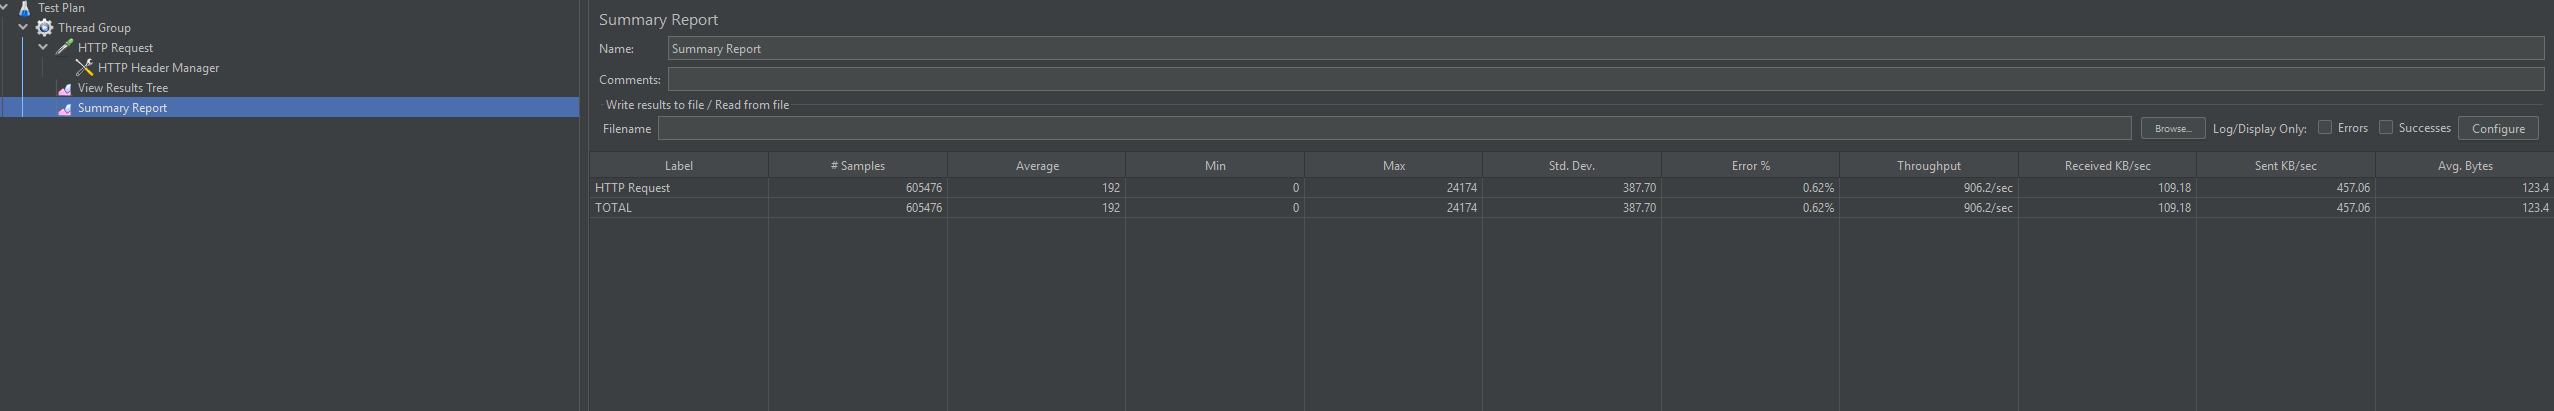 Test Plan
Thread Group
HTTP Request
HTTP Header Manager
View Results Tree
Summary Report
Summary Report
Name: Summary Report
Comments:
Write results to file / Read from file
Filename Browse... Log/Display Only: Errors Successes Configure
Label # Samples Average Min Max Std. Dev. Error % Throughput Received KB/sec Sent KB/sec Avg. Bytes
HTTP Request 605476 192 0 24174 387.70 0.62% 906.2/sec 109.18 457.06 123.4
TOTAL 605476 192 0 24174 387.70 0.62% 906.2/sec 109.18 457.06 123.4